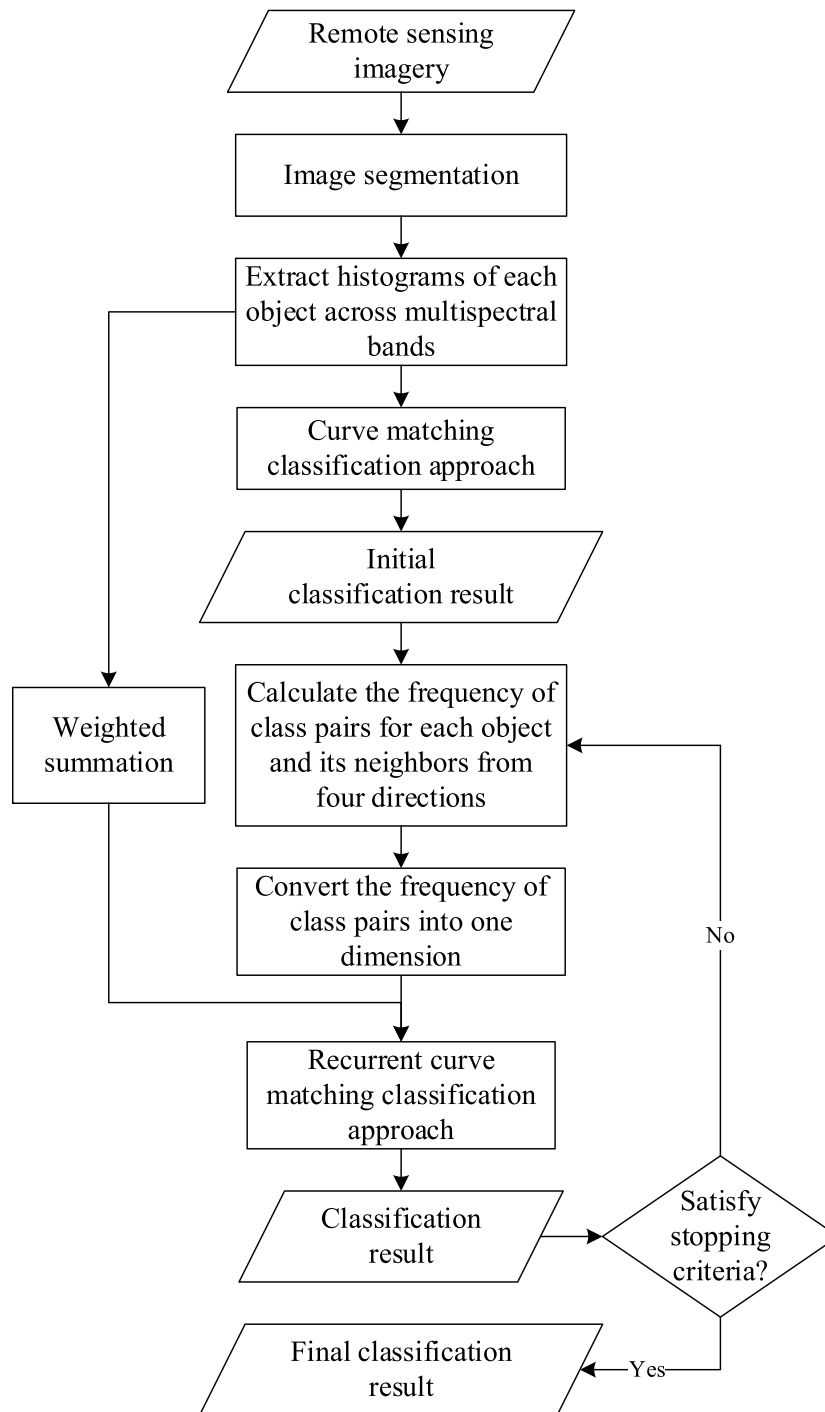 Remote sensing
imagery
Image segmentation
Extract histograms of each
object across multispectral
bands
Curve matching
classification approach
Initial
classification result
Weighted
summation
Calculate the frequency of
class pairs for each object
and its neighbors from
four directions
Convert the frequency of
class pairs into one
dimension
No
Recurrent curve
matching classification
approach
Classification
result
Satisfy
stopping
criteria?
Final classification
result
Yes